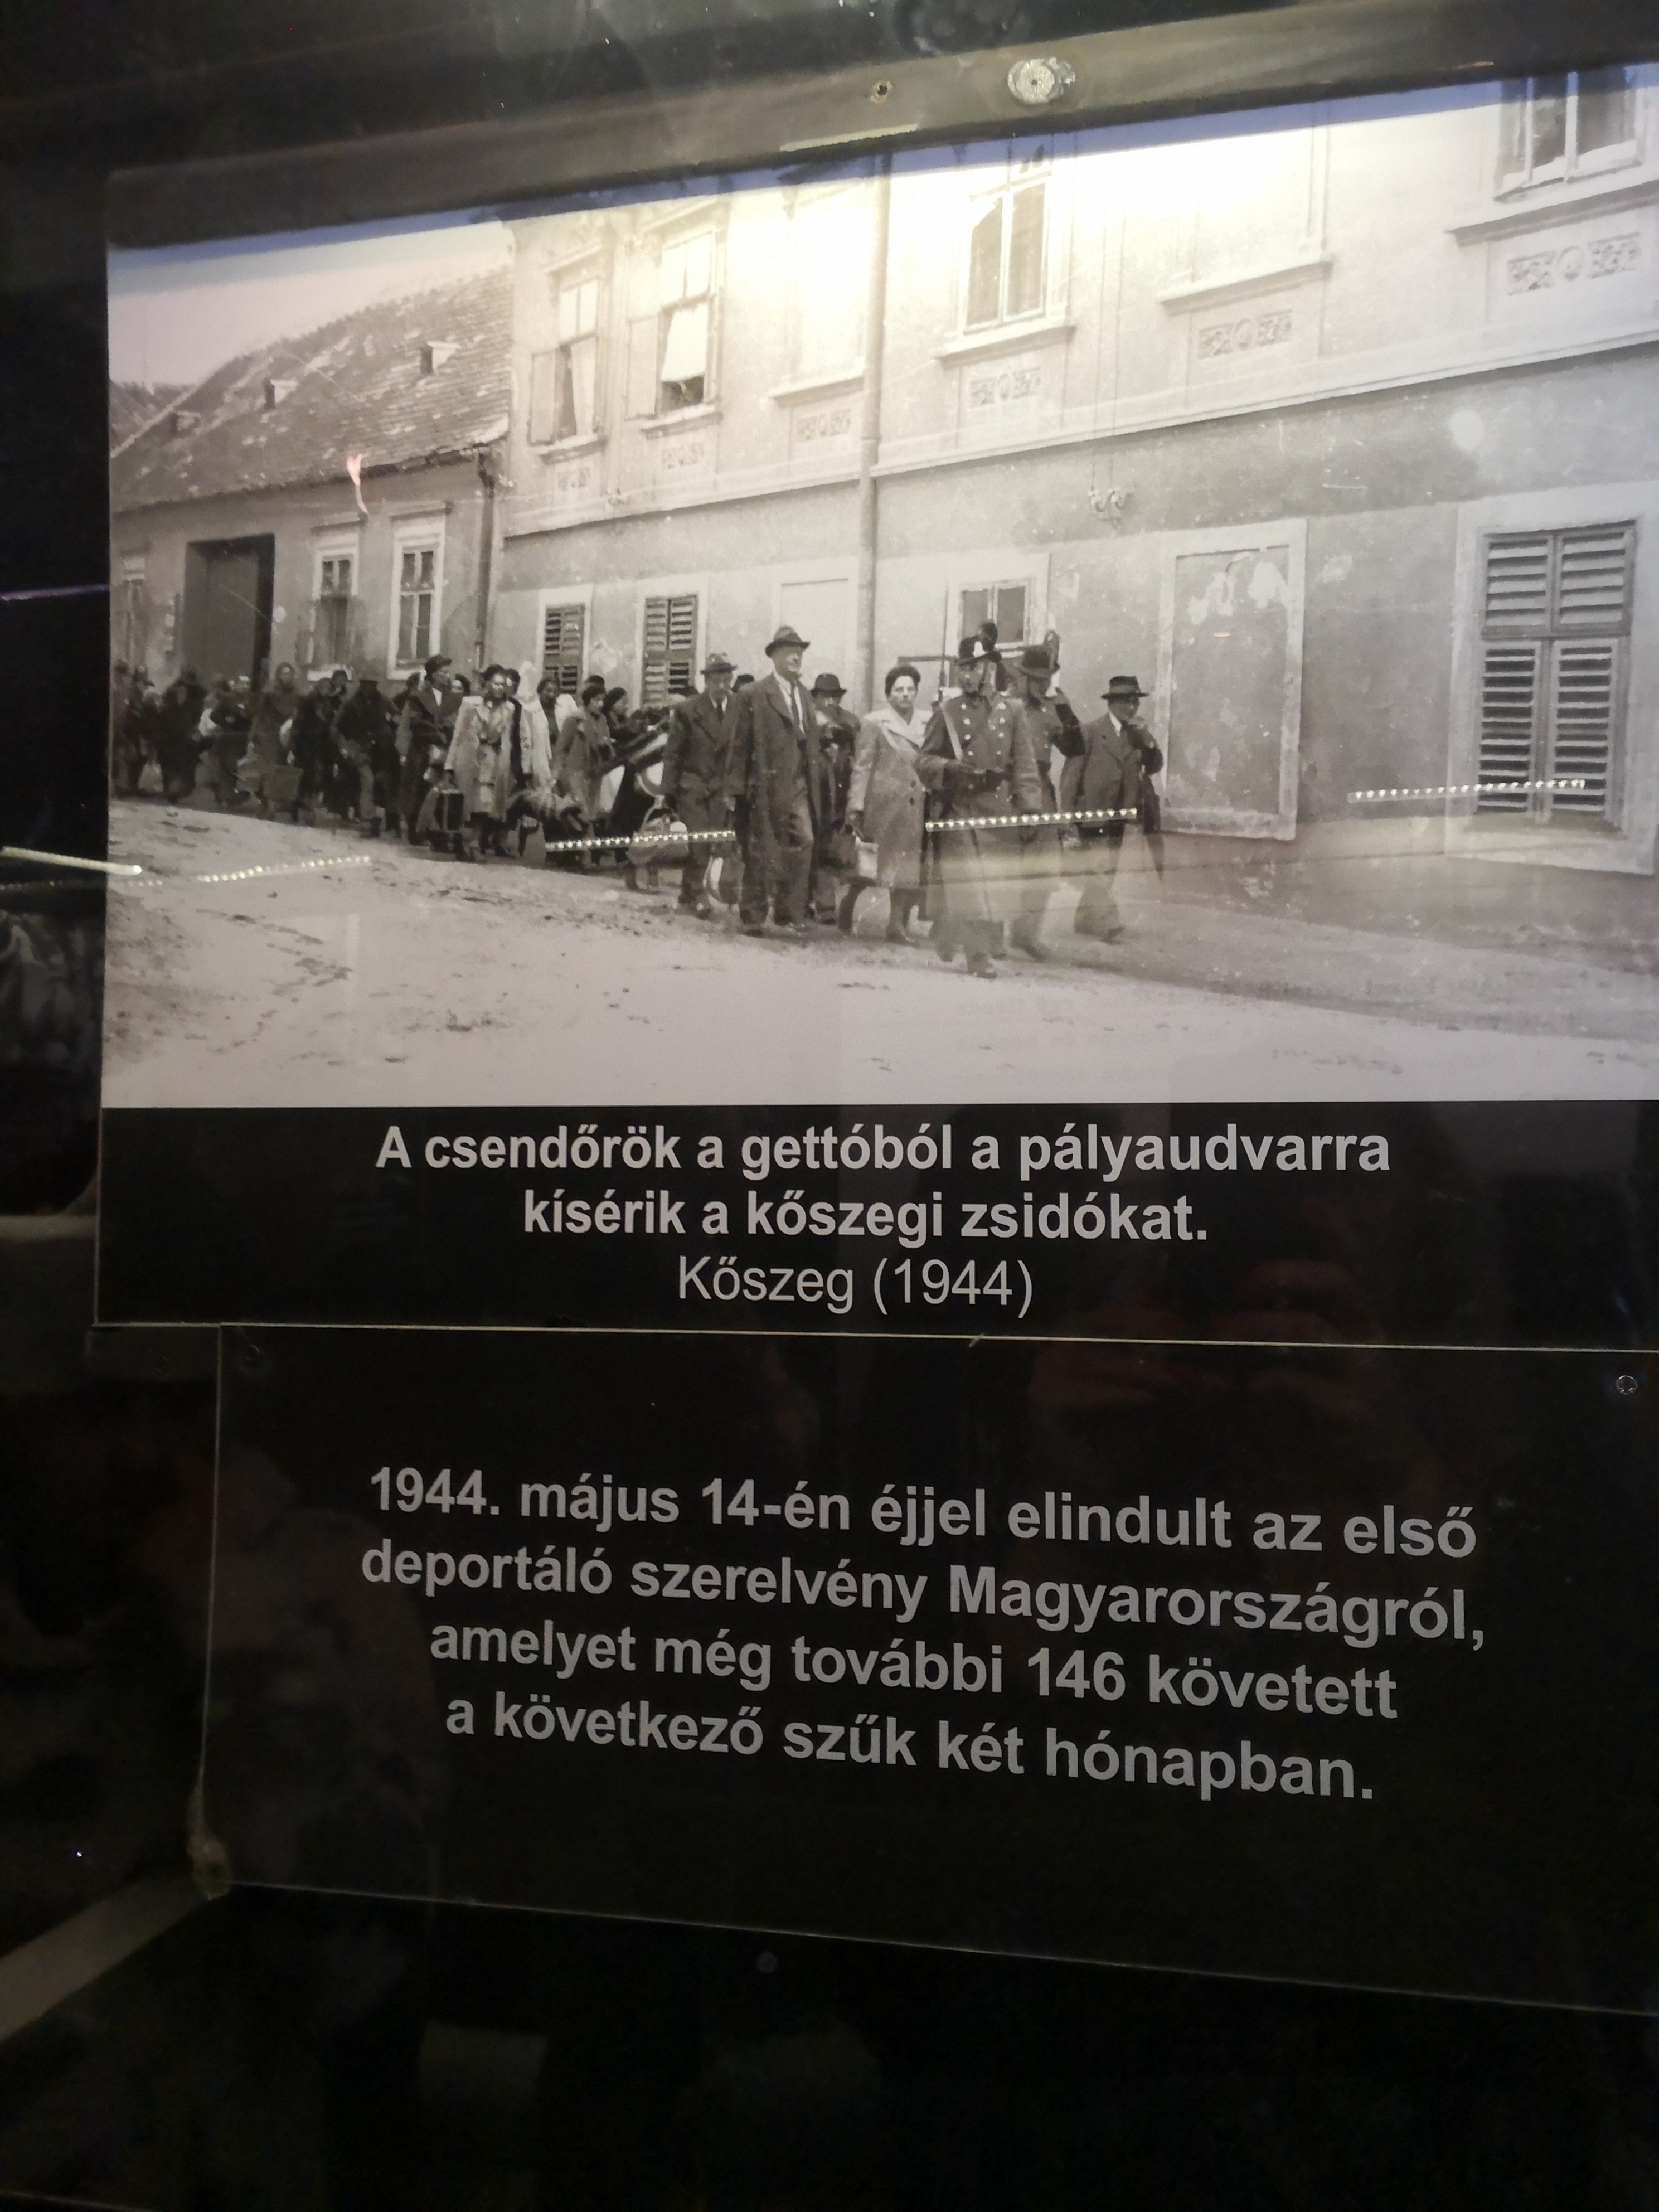 A csendőrök a gettóból a pályaudvarra
kísérik a kőszegi zsidókat.
Kőszeg (1944)
1944. május 14-én éjjel elindult az első
deportáló szerelvény Magyarországról,
amelyet még további 146 követett
a következő szűk két hónapban.